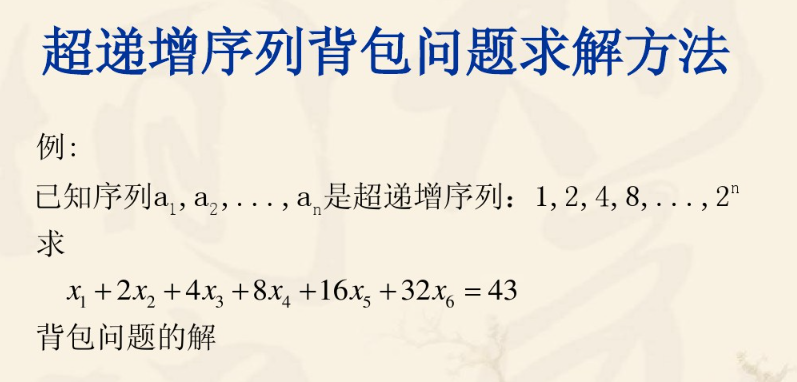 超递增序列背包问题求解方法
例:
已知序列a₁,a₂,...,aₙ是超递增序列：1,2,4,8,...,2ⁿ
求
x₁+2x₂+4x₃+8x₄+16x₅+32x₆=43
背包问题的解